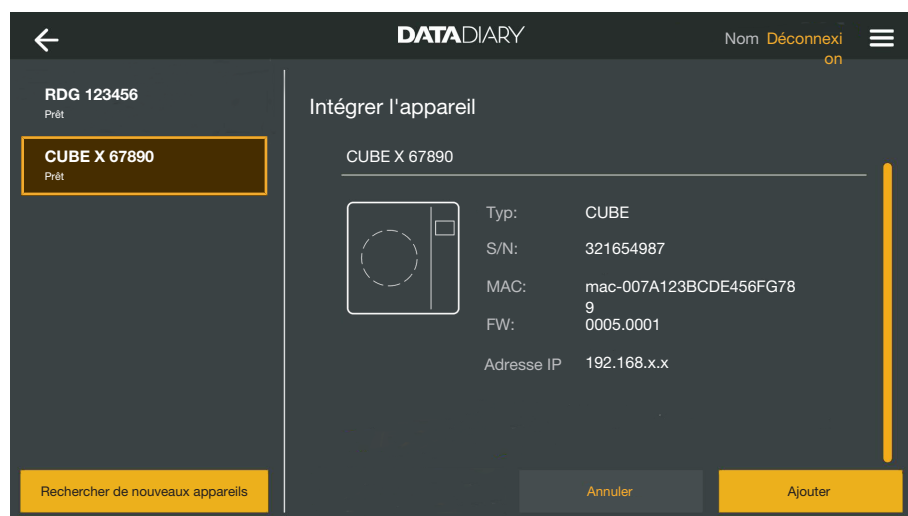 DATADIARY
Nom Déconnexi
on
RDG 123456
Prêt
CUBE X 67890
Prêt
Rechercher de nouveaux appareils
Intégrer l'appareil
CUBE X 67890
Typ: CUBE
S/N: 321654987
MAC: mac-007A123BCDE456FG78
9
FW: 0005.0001
Adresse IP 192.168.x.x
Annuler
Ajouter